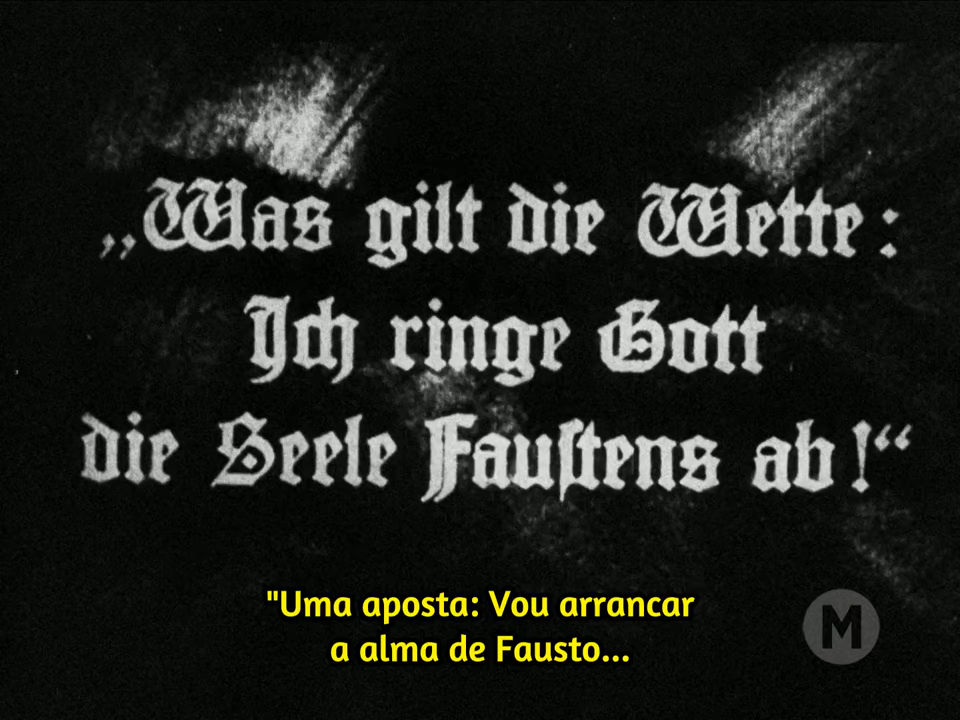 „Was gilt die Wette:
Ich ringe Gott
die Seele Faustens ab!“
"Uma aposta: Vou arrancar
a alma de Fausto...
M